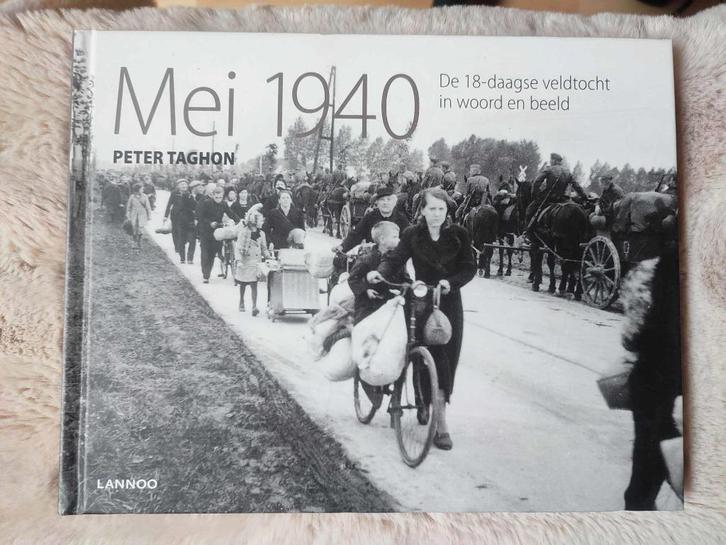 Mei 1940
De 18-daagse veldtocht
in woord en beeld
PETER TAGHON
LANNOO